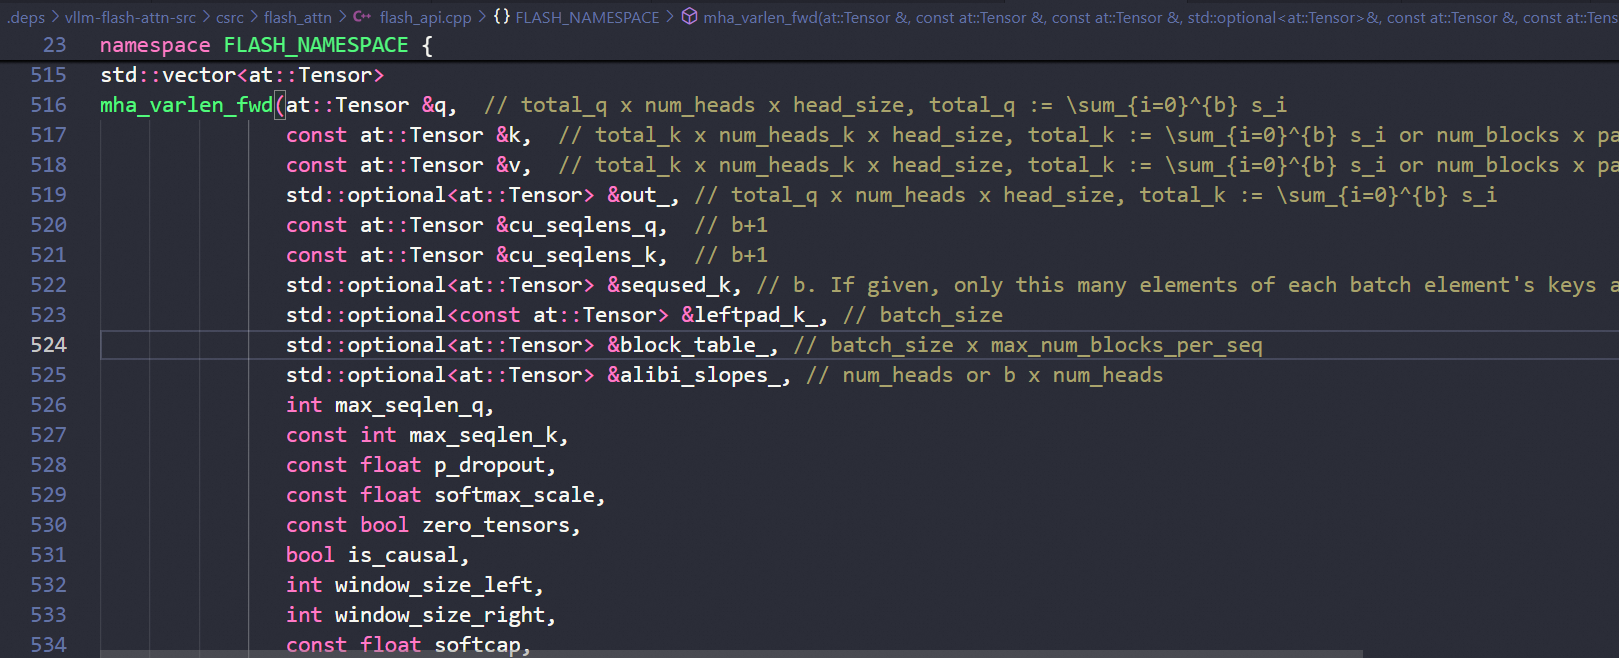 .deps > vllm-flash-attn-src > csrc > flash_attn > C++ flash_api.cpp > {} FLASH_NAMESPACE > mha_varlen_fwd(at::Tensor &, const at::Tensor &, const at::Tensor &, std::optional<at::Tensor>&, const at::Tensor &, const at::Tens
23 namespace FLASH_NAMESPACE {
515 std::vector<at::Tensor>
516 mha_varlen_fwd(at::Tensor &q,  // total_q x num_heads x head_size, total_q := \sum_{i=0}^{b} s_i
517 const at::Tensor &k,  // total_k x num_heads_k x head_size, total_k := \sum_{i=0}^{b} s_i or num_blocks x pa
518 const at::Tensor &v,  // total_k x num_heads_k x head_size, total_k := \sum_{i=0}^{b} s_i or num_blocks x pa
519 std::optional<at::Tensor> &out_, // total_q x num_heads x head_size, total_k := \sum_{i=0}^{b} s_i
520 const at::Tensor &cu_seqlens_q,  // b+1
521 const at::Tensor &cu_seqlens_k,  // b+1
522 std::optional<at::Tensor> &seqused_k, // b. If given, only this many elements of each batch element's keys a
523 std::optional<const at::Tensor> &leftpad_k_, // batch_size
524 std::optional<at::Tensor> &block_table_, // batch_size x max_num_blocks_per_seq
525 std::optional<at::Tensor> &alibi_slopes_, // num_heads or b x num_heads
526 int max_seqlen_q,
527 const int max_seqlen_k,
528 const float p_dropout,
529 const float softmax_scale,
530 const bool zero_tensors,
531 bool is_causal,
532 int window_size_left,
533 int window_size_right,
534 const float softcap,